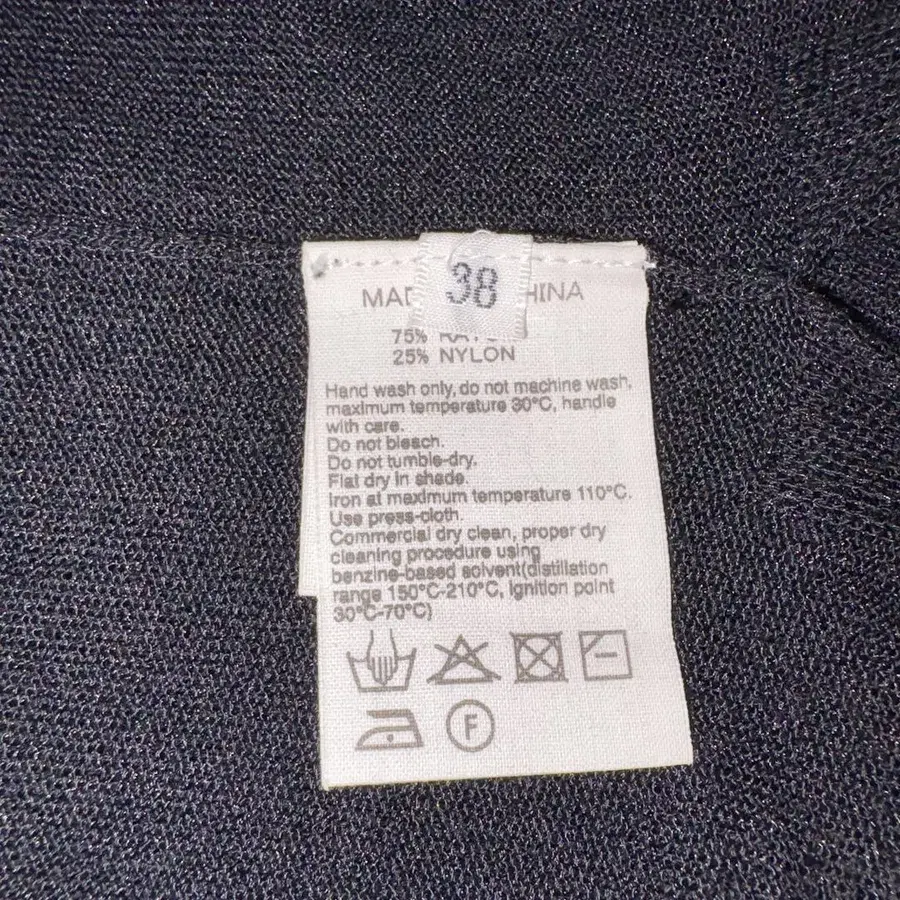 38
MAD HINA
75%
25% NYLON
Hand wash only, do not machine wash,
maximum temperature 30°C, handle
with care.
Do not bleach.
Do not tumble-dry.
Flat dry in shade.
Iron at maximum temperature 110°C.
Use press-cloth.
Commercial dry clean, proper dry
cleaning procedure using
benzine-based solvent(distillation
range 150°C-210°C, ignition point
30°C-70°C)
F